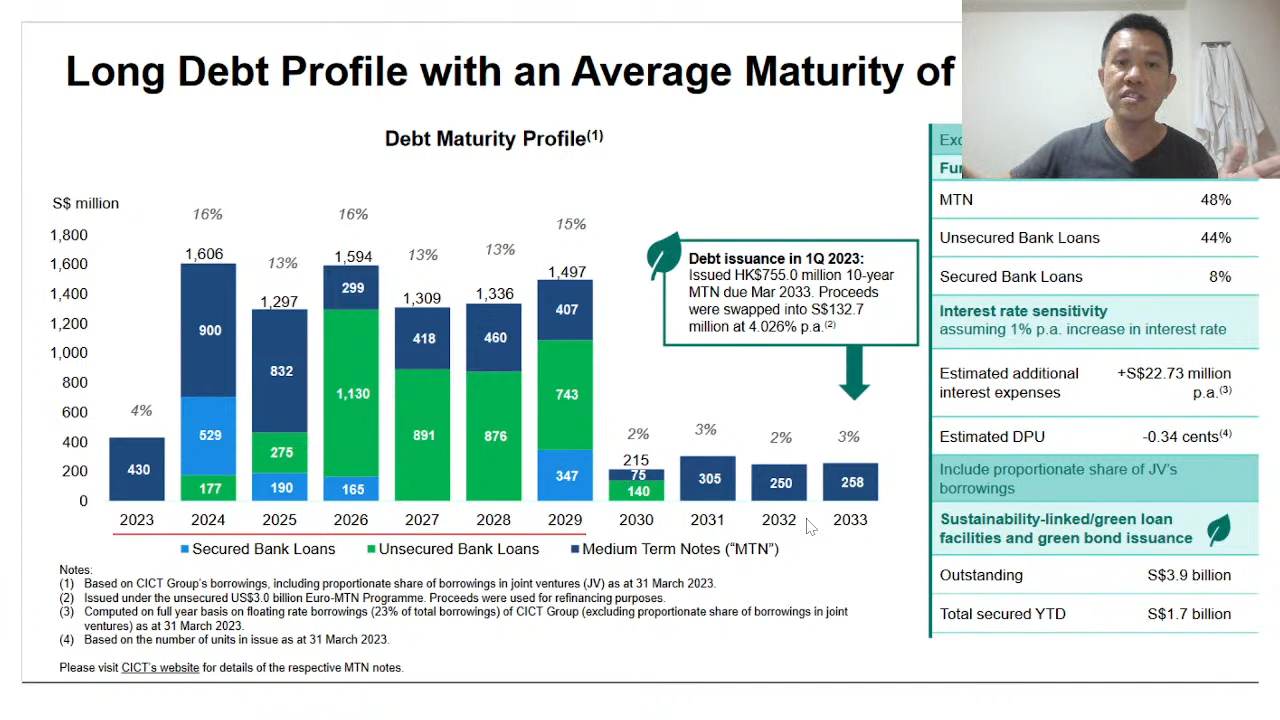 Long Debt Profile with an Average Maturity of
Debt Maturity Profile(1)
S$ million
1,800
1,600
1,400
1,200
1,000
800
600
400
200
0
4%
430
16%
1,606
900
529
177
13%
1,297
832
275
190
16%
1,594
299
1,130
165
13%
1,309
418
891
13%
1,336
460
876
15%
1,497
407
743
347
2%
215
75
140
3%
305
2%
250
3%
258
2023 2024 2025 2026 2027 2028 2029 2030 2031 2032 2033
Secured Bank Loans Unsecured Bank Loans Medium Term Notes ("MTN")
Debt issuance in 1Q 2023:
Issued HK$755.0 million 10-year
MTN due Mar 2033. Proceeds
were swapped into S$132.7
million at 4.026% p.a.(2)
MTN 48%
Unsecured Bank Loans 44%
Secured Bank Loans 8%
Interest rate sensitivity
assuming 1% p.a. increase in interest rate
Estimated additional interest expenses +S$22.73 million p.a.(3)
Estimated DPU -0.34 cents(4)
Include proportionate share of JV's
borrowings
Sustainability-linked/green loan
facilities and green bond issuance
Outstanding S$3.9 billion
Total secured YTD S$1.7 billion
Notes:
(1) Based on CICT Group's borrowings, including proportionate share of borrowings in joint ventures (JV) as at 31 March 2023.
(2) Issued under the unsecured US$3.0 billion Euro-MTN Programme. Proceeds were used for refinancing purposes.
(3) Computed on full year basis on floating rate borrowings (23% of total borrowings) of CICT Group (excluding proportionate share of borrowings in joint
ventures) as at 31 March 2023.
(4) Based on the number of units in issue as at 31 March 2023.
Please visit CICT's website for details of the respective MTN notes.